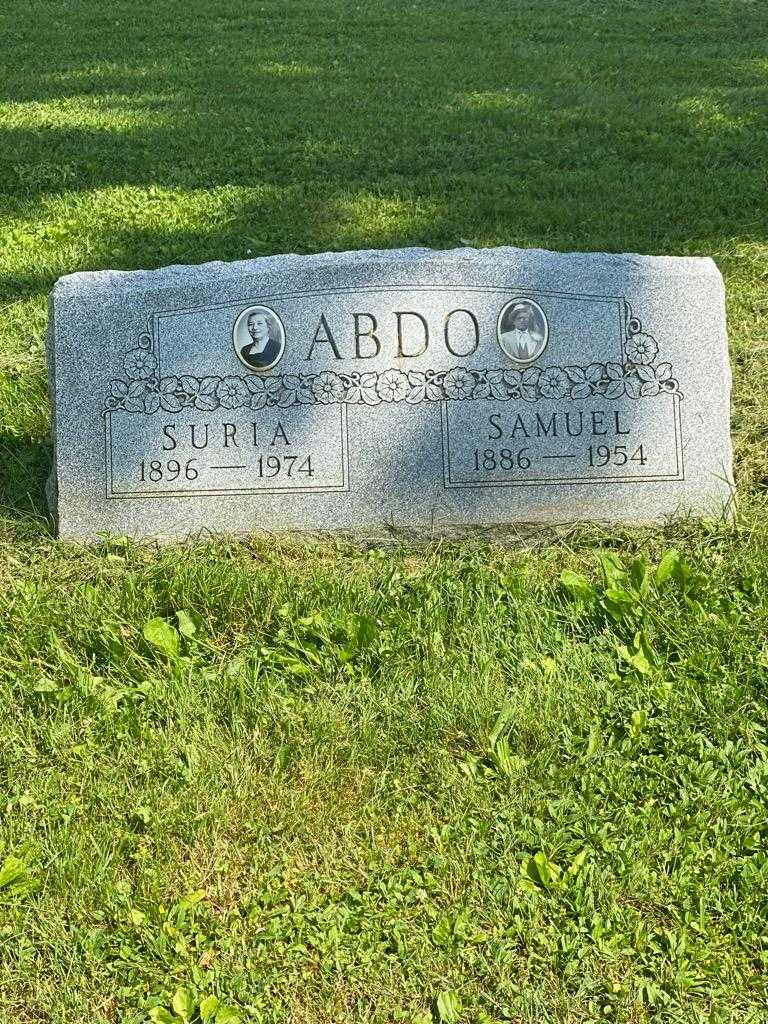 ABDO
SURIA
1896 — 1974
SAMUEL
1886 — 1954